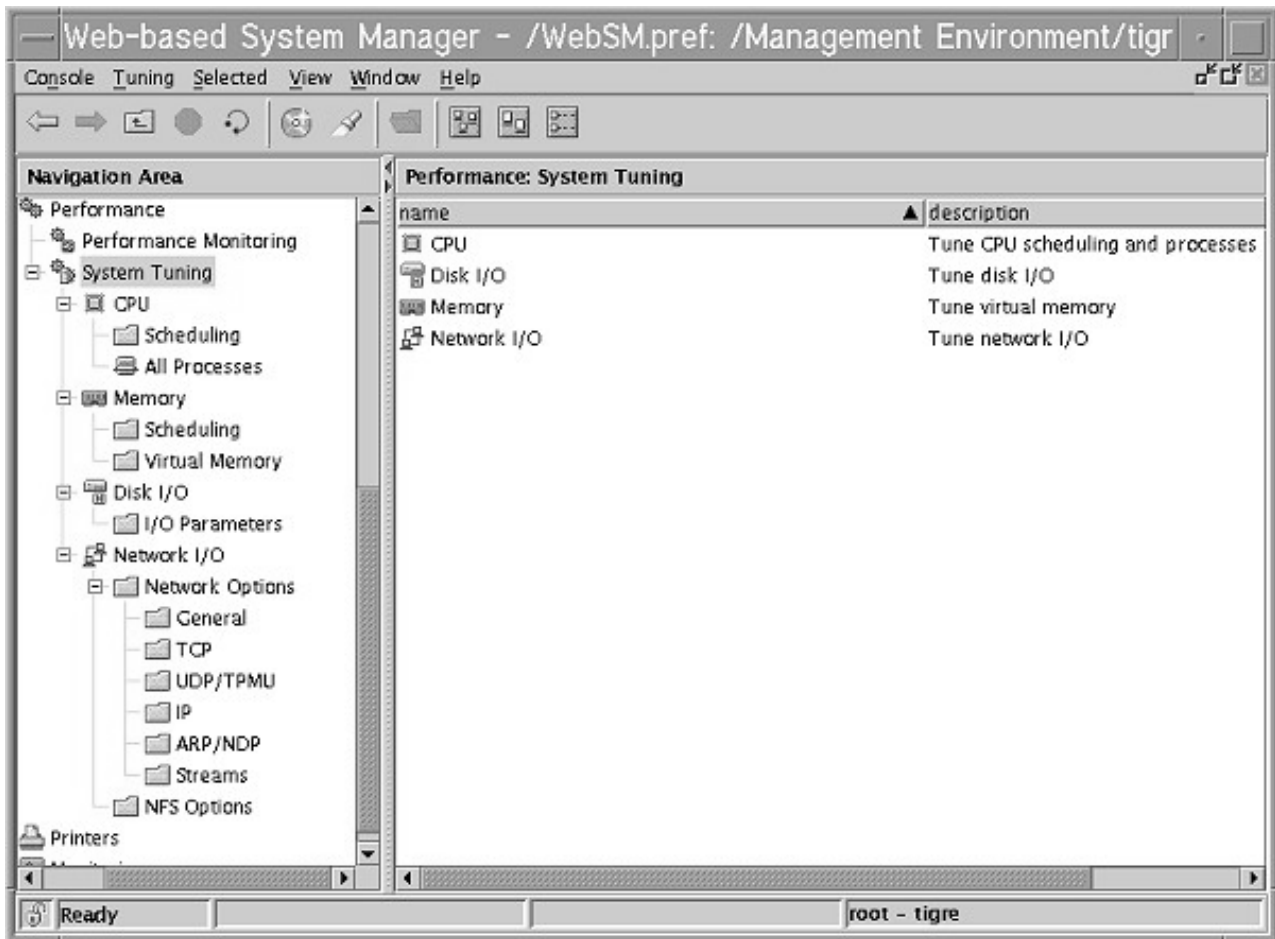 Web-based System Manager - /WebSM.pref: /Management Environment/tigr
Console Tuning Selected View Window Help
Navigation Area
Performance
Performance Monitoring
System Tuning
CPU
Scheduling
All Processes
Memory
Scheduling
Virtual Memory
Disk I/O
I/O Parameters
Network I/O
Network Options
General
TCP
UDP/TPMU
IP
ARP/NDP
Streams
NFS Options
Printers
Performance: System Tuning
name description
CPU Tune CPU scheduling and processes
Disk I/O Tune disk I/O
Memory Tune virtual memory
Network I/O Tune network I/O
Ready root - tigre